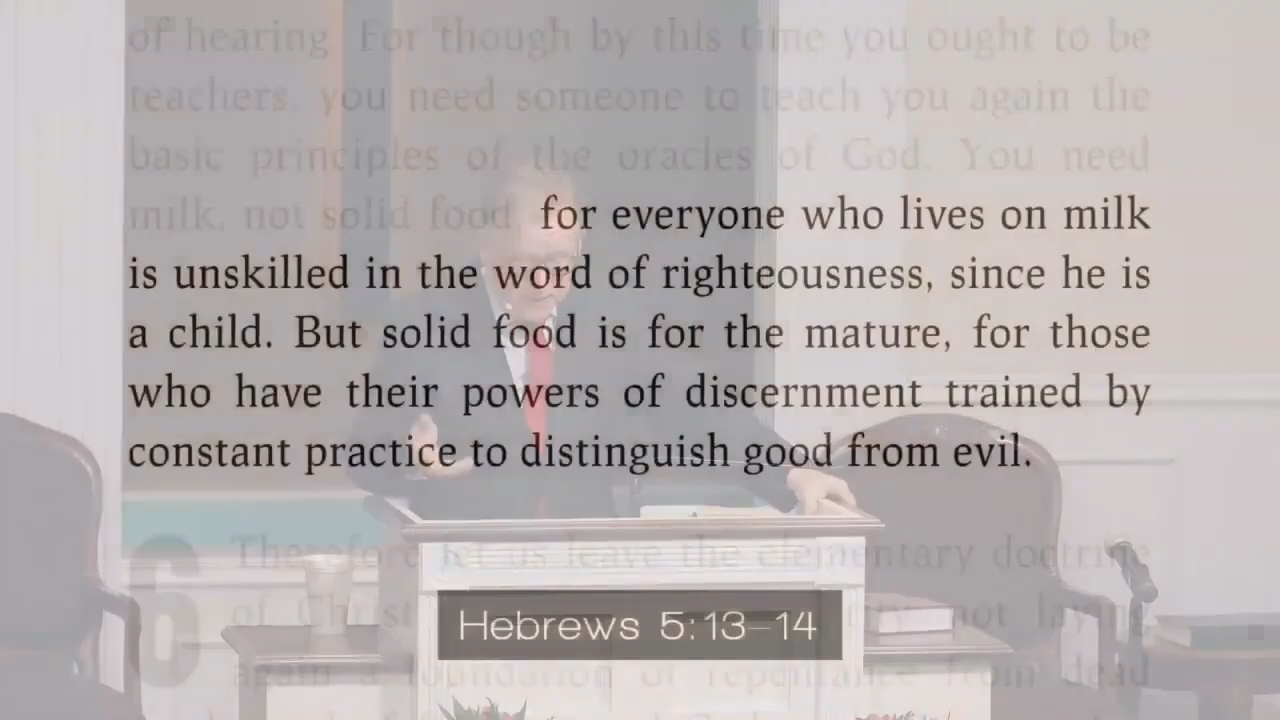 of hearing. For though by this time you ought to be
teachers, you need someone to teach you again the
basic principles of the oracles of God. You need
milk, not solid food, for everyone who lives on milk
is unskilled in the word of righteousness, since he is
a child. But solid food is for the mature, for those
who have their powers of discernment trained by
constant practice to distinguish good from evil.
6 Therefore let us leave the elementary doctrine
of Christ not laying
again a foundation of repentance from dead
Hebrews 5:13–14